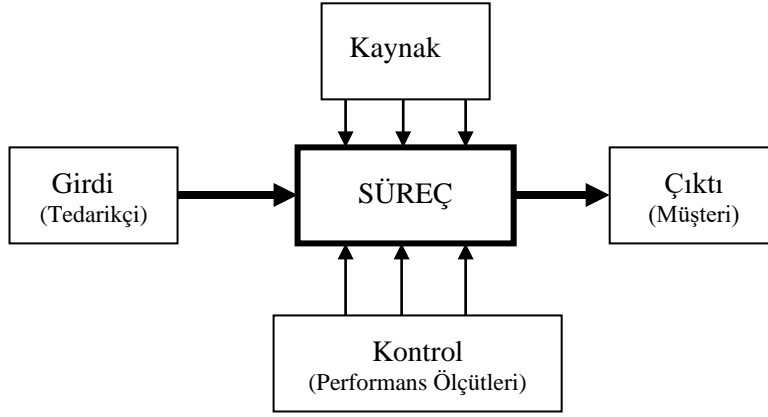 Kaynak
Girdi
(Tedarikçi)
SÜREÇ
Çıktı
(Müşteri)
Kontrol
(Performans Ölçütleri)